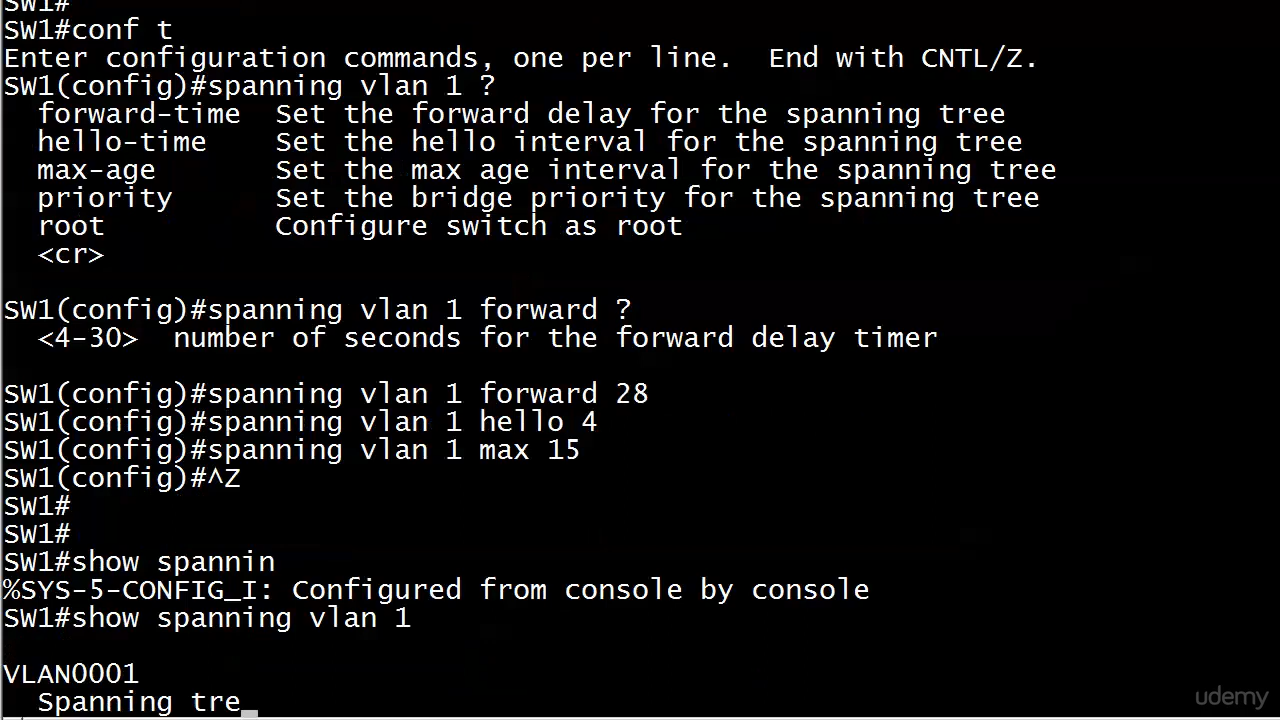 SW1#
SW1#conf t
Enter configuration commands, one per line.  End with CNTL/Z.
SW1(config)#spanning vlan 1 ?
  forward-time  Set the forward delay for the spanning tree
  hello-time    Set the hello interval for the spanning tree
  max-age       Set the max age interval for the spanning tree
  priority      Set the bridge priority for the spanning tree
  root          Configure switch as root
  <cr>
SW1(config)#spanning vlan 1 forward ?
  <4-30>  number of seconds for the forward delay timer
SW1(config)#spanning vlan 1 forward 28
SW1(config)#spanning vlan 1 hello 4
SW1(config)#spanning vlan 1 max 15
SW1(config)#^Z
SW1#
SW1#
SW1#show spannin
%SYS-5-CONFIG_I: Configured from console by console
SW1#show spanning vlan 1
VLAN0001
  Spanning tre
udemy